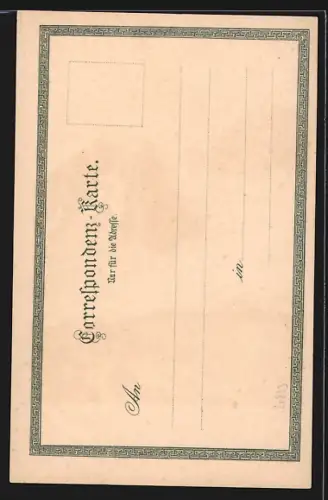 Correspondenz-Karte.
Nur für die Adresse.
An
in